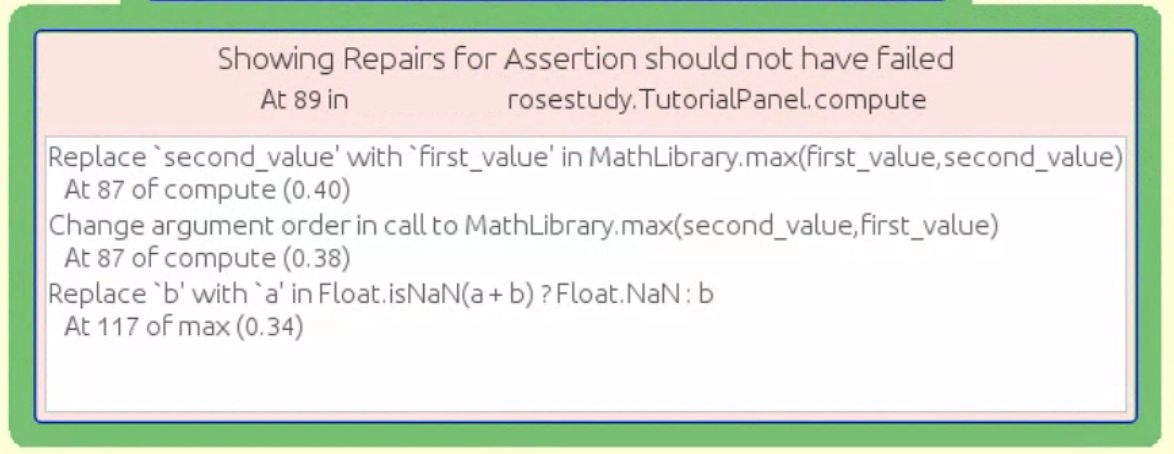 Showing Repairs for Assertion should not have failed
At 89 in rosestudy.TutorialPanel.compute
Replace `second_value' with `first_value' in MathLibrary.max(first_value,second_value)
At 87 of compute (0.40)
Change argument order in call to MathLibrary.max(second_value,first_value)
At 87 of compute (0.38)
Replace `b' with `a' in Float.isNaN(a + b) ? Float.NaN : b
At 117 of max (0.34)